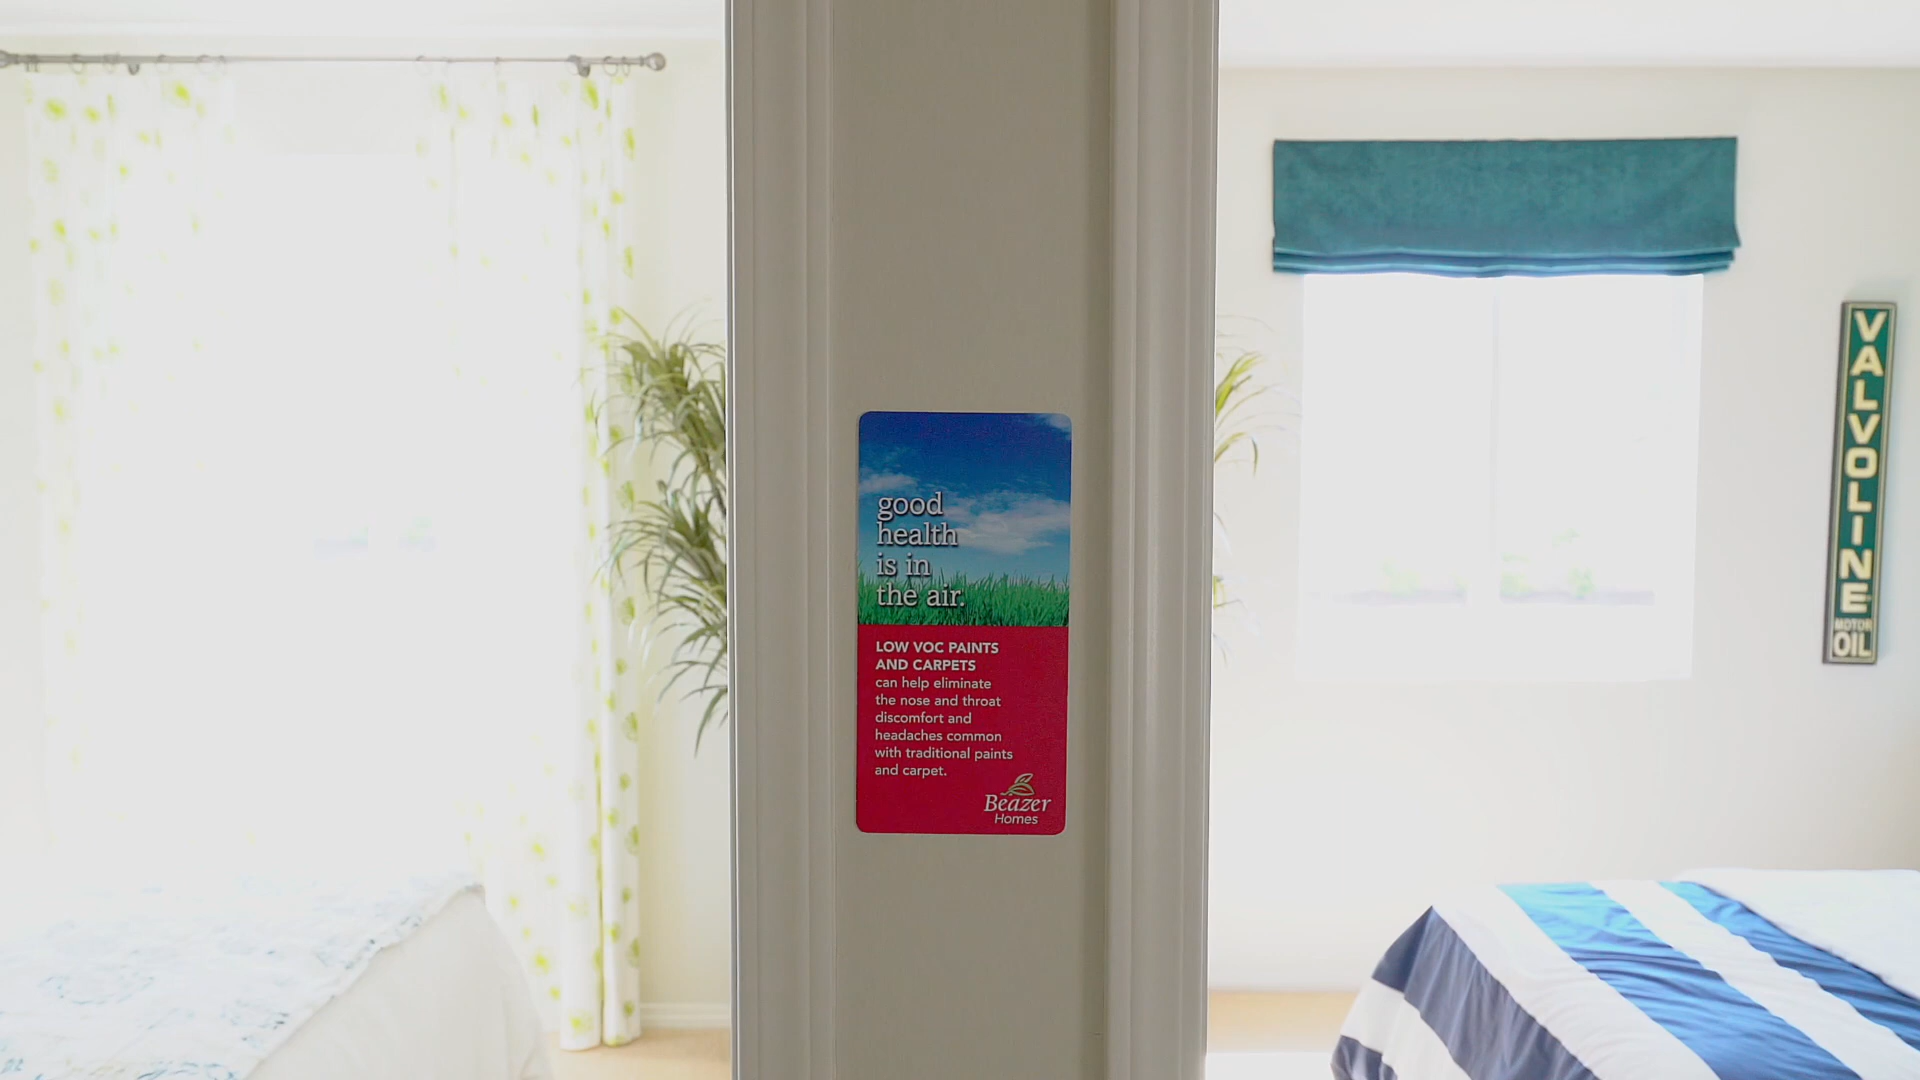 good
health
is in
the air.
LOW VOC PAINTS
AND CARPETS
can help eliminate
the nose and throat
discomfort and
headaches common
with traditional paints
and carpet.
Beazer
Homes
VALVOLINE
MOTOR
OIL